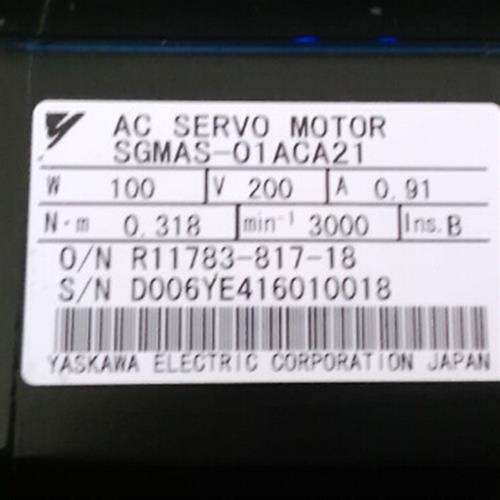 AC SERVO MOTOR
SGMAS-01ACA21
W 100 V 200 A 0.91
N·m 0.318 min⁻¹ 3000 Ins. B
O/N R11783-817-18
S/N D006YE416010018
YASKAWA ELECTRIC CORPORATION JAPAN